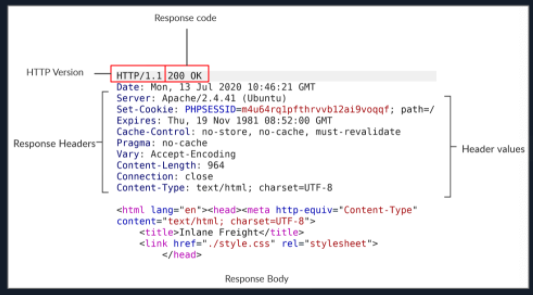 Response code
HTTP Version
HTTP/1.1 200 OK
Date: Mon, 13 Jul 2020 10:46:21 GMT
Server: Apache/2.4.41 (Ubuntu)
Set-Cookie: PHPSESSID=m4u64rq1pfthrvvb12ai9voqqf; path=/
Expires: Thu, 19 Nov 1981 08:52:00 GMT
Cache-Control: no-store, no-cache, must-revalidate
Response Headers
Pragma: no-cache
Header values
Vary: Accept-Encoding
Content-Length: 964
Connection: close
Content-Type: text/html; charset=UTF-8
<html lang="en"><head><meta http-equiv="Content-Type"
content="text/html; charset=UTF-8">
<title>Inlane Freight</title>
<link href="./style.css" rel="stylesheet">
</head>
Response Body